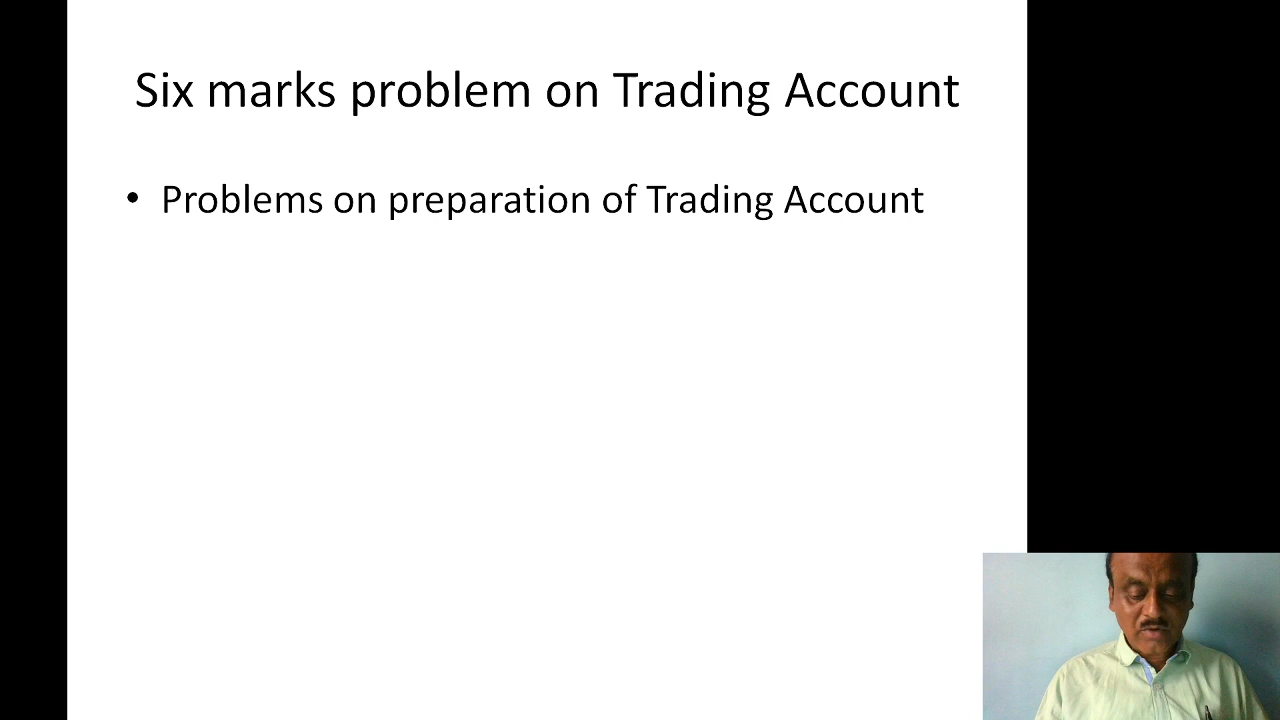 Six marks problem on Trading Account
• Problems on preparation of Trading Account